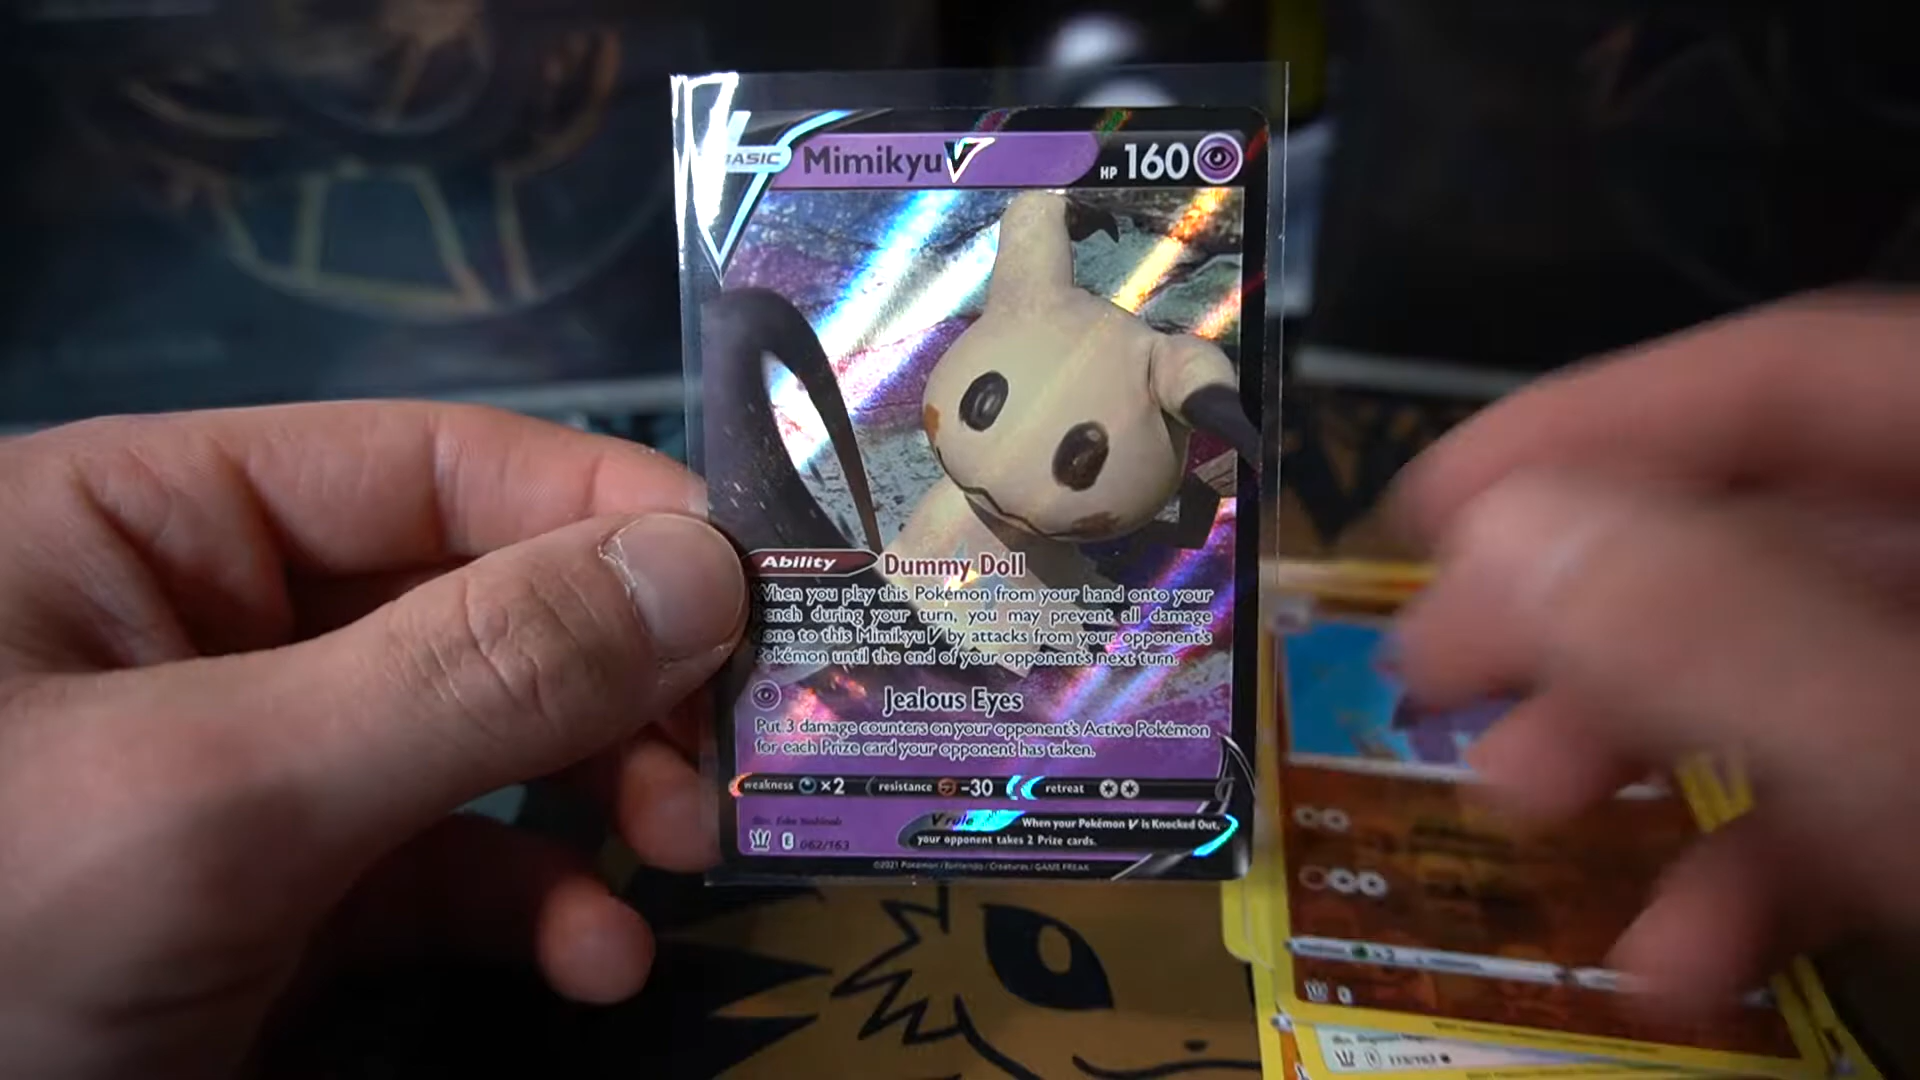 BASIC MimikyuV HP 160
Ability Dummy Doll
When you play this Pokémon from your hand onto your
ench during your turn, you may prevent all damage
one to this Mimikyu V by attacks from your opponent's
Pokémon until the end of your opponent's next turn.
Jealous Eyes
Put 3 damage counters on your opponent's Active Pokémon
for each Prize card your opponent has taken.
weakness ×2 resistance -30 retreat
V rule When your Pokémon V is Knocked Out,
your opponent takes 2 Prize cards.
E 062/163
©2021 Pokémon / Nintendo / Creatures / GAME FREAK
×2